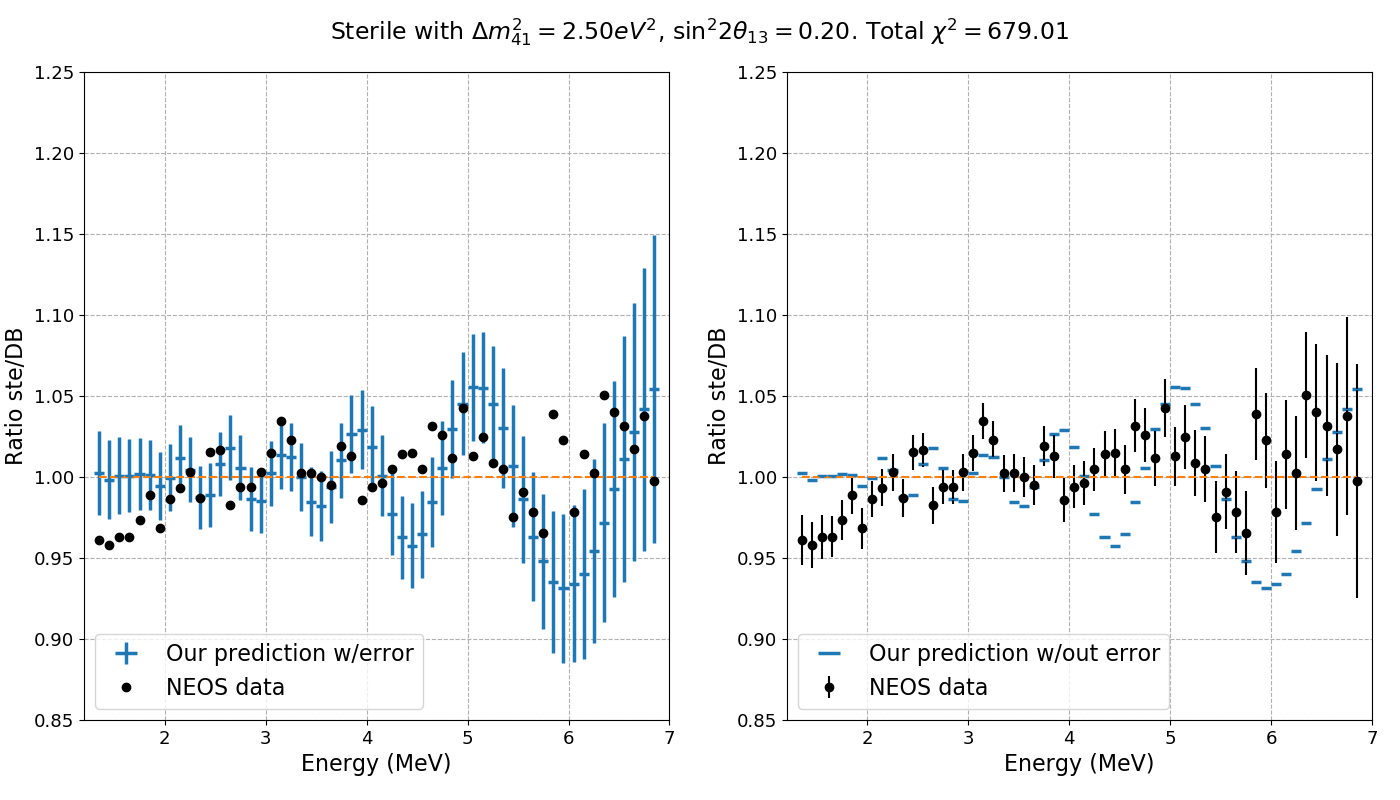 Sterile with Δm²₄₁ = 2.50eV², sin²2θ₁₃ = 0.20. Total χ² = 679.01
Ratio ste/DB
1.25
1.20
1.15
1.10
1.05
1.00
0.95
0.90
0.85
2 3 4 5 6 7
Energy (MeV)
Our prediction w/error
NEOS data
Ratio ste/DB
1.25
1.20
1.15
1.10
1.05
1.00
0.95
0.90
0.85
2 3 4 5 6 7
Energy (MeV)
Our prediction w/out error
NEOS data